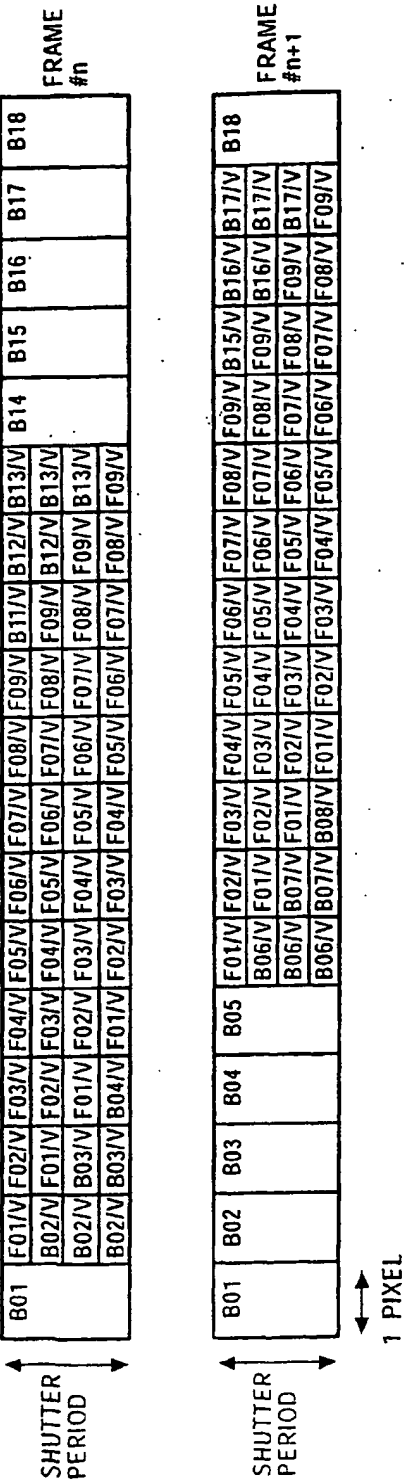 FRAME
#n
B01 F01/V F02/V F03/V F04/V F05/V F06/V F07/V F08/V F09/V B11/V B12/V B13/V B14 B15 B16 B17 B18
B02/V F01/V F02/V F03/V F04/V F05/V F06/V F07/V F08/V F09/V B12/V B13/V
B02/V B03/V F01/V F02/V F03/V F04/V F05/V F06/V F07/V F08/V F09/V B13/V
B02/V B03/V B04/V F01/V F02/V F03/V F04/V F05/V F06/V F07/V F08/V F09/V
SHUTTER
PERIOD
FRAME
#n+1
B01 B02 B03 B04 B05 F01/V F02/V F03/V F04/V F05/V F06/V F07/V F08/V F09/V B15/V B16/V B17/V B18
B06/V F01/V F02/V F03/V F04/V F05/V F06/V F07/V F08/V F09/V B16/V B17/V
B06/V B07/V F01/V F02/V F03/V F04/V F05/V F06/V F07/V F08/V F09/V B17/V
B06/V B07/V B08/V F01/V F02/V F03/V F04/V F05/V F06/V F07/V F08/V F09/V
SHUTTER
PERIOD
1 PIXEL